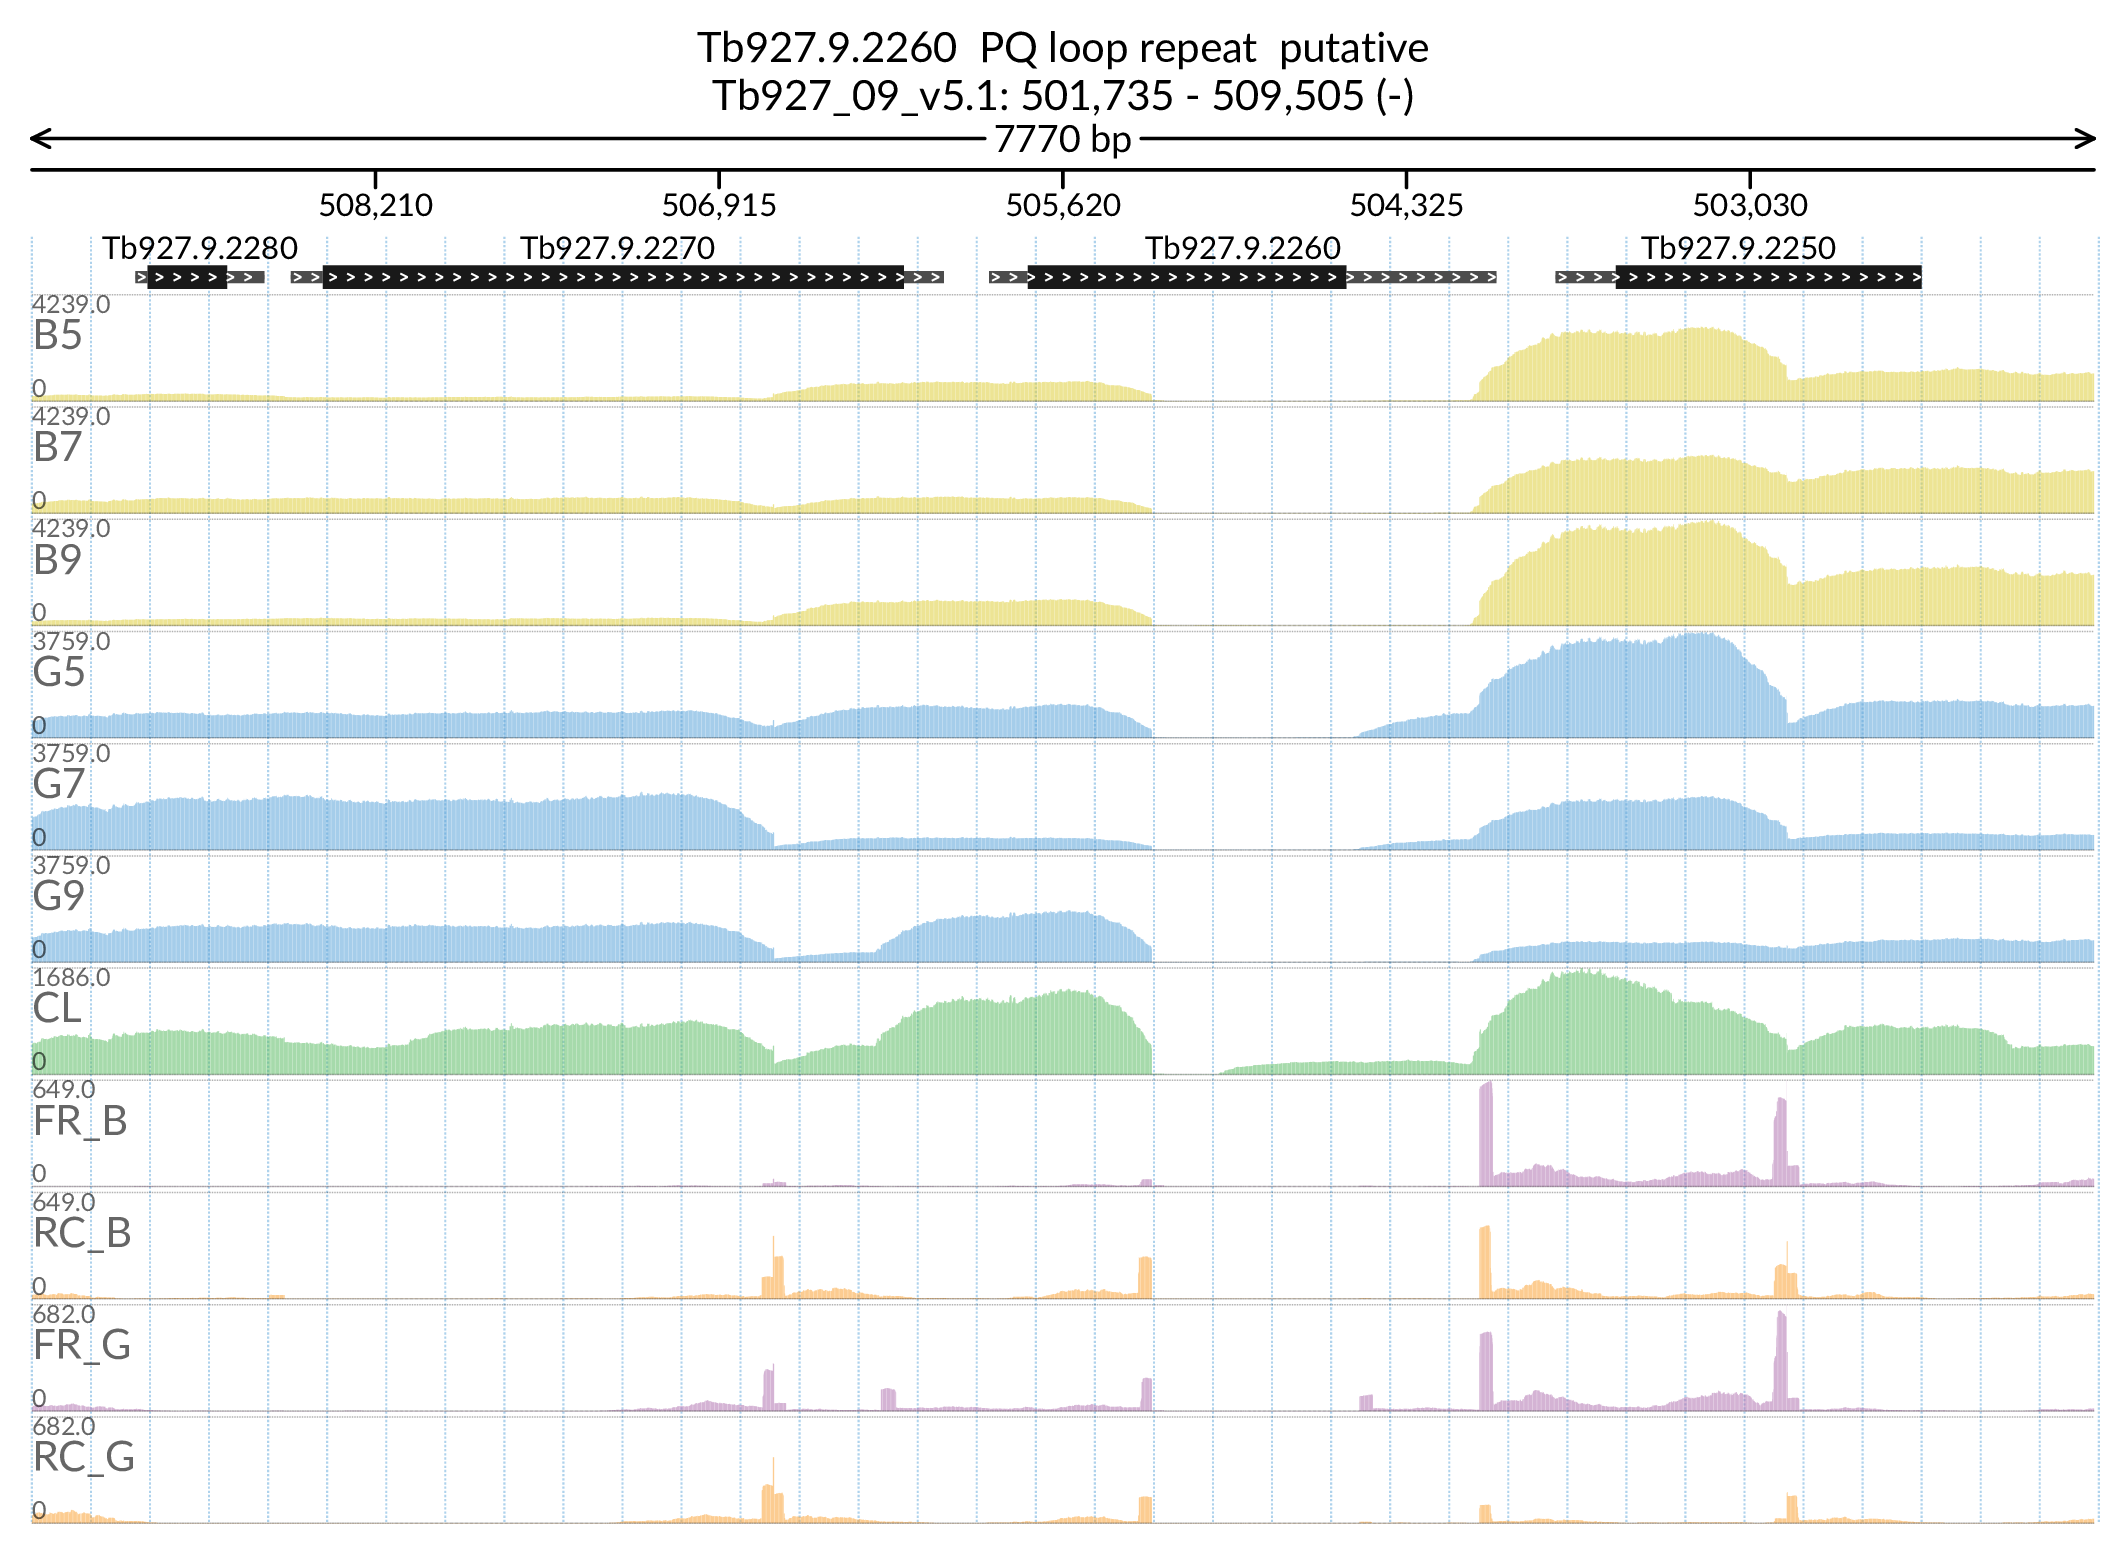 Tb927.9.2260 PQ loop repeat putative
Tb927_09_v5.1: 501,735 - 509,505 (-)
7770 bp
508,210 506,915 505,620 504,325 503,030
Tb927.9.2280 Tb927.9.2270 Tb927.9.2260 Tb927.9.2250
4239.0
B5
0
4239.0
B7
0
4239.0
B9
0
3759.0
G5
0
3759.0
G7
0
3759.0
G9
0
1686.0
CL
0
649.0
FR_B
0
649.0
RC_B
0
682.0
FR_G
0
682.0
RC_G
0